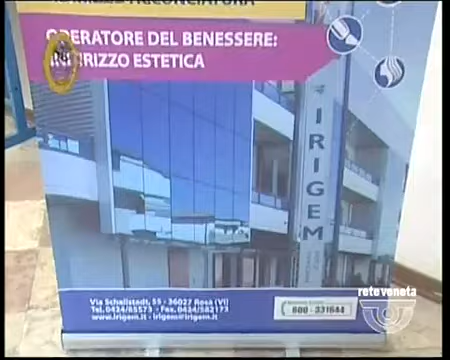 OPERATORE DEL BENESSERE:
INDIRIZZO ESTETICA
IRIGEM
Via Schallstadt, 55 - 36027 Rosà (VI)
Tel. 0424/85573 - Fax. 0424/582173
www.irigem.it - irigem@irigem.it
800 - 331644
reteveneta